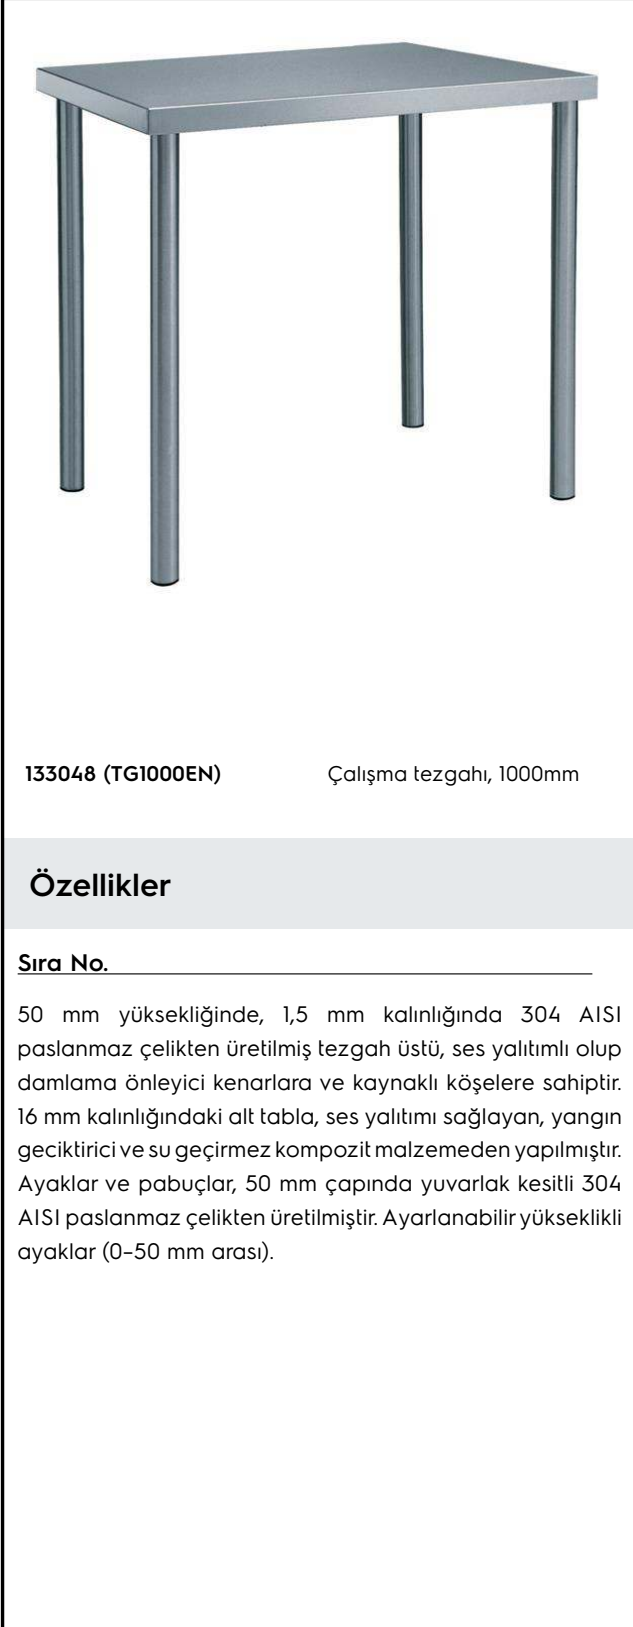 133048 (TG1000EN) Çalışma tezgahı, 1000mm
Özellikler
Sıra No.
50 mm yüksekliğinde, 1,5 mm kalınlığında 304 AISI
paslanmaz çelikten üretilmiş tezgah üstü, ses yalıtımlı olup
damlama önleyici kenarlara ve kaynaklı köşelere sahiptir.
16 mm kalınlığındaki alt tabla, ses yalıtımı sağlayan, yangın
geciktirici ve su geçirmez kompozit malzemeden yapılmıştır.
Ayaklar ve pabuçlar, 50 mm çapında yuvarlak kesitli 304
AISI paslanmaz çelikten üretilmiştir. Ayarlanabilir yükseklikli
ayaklar (0–50 mm arası).